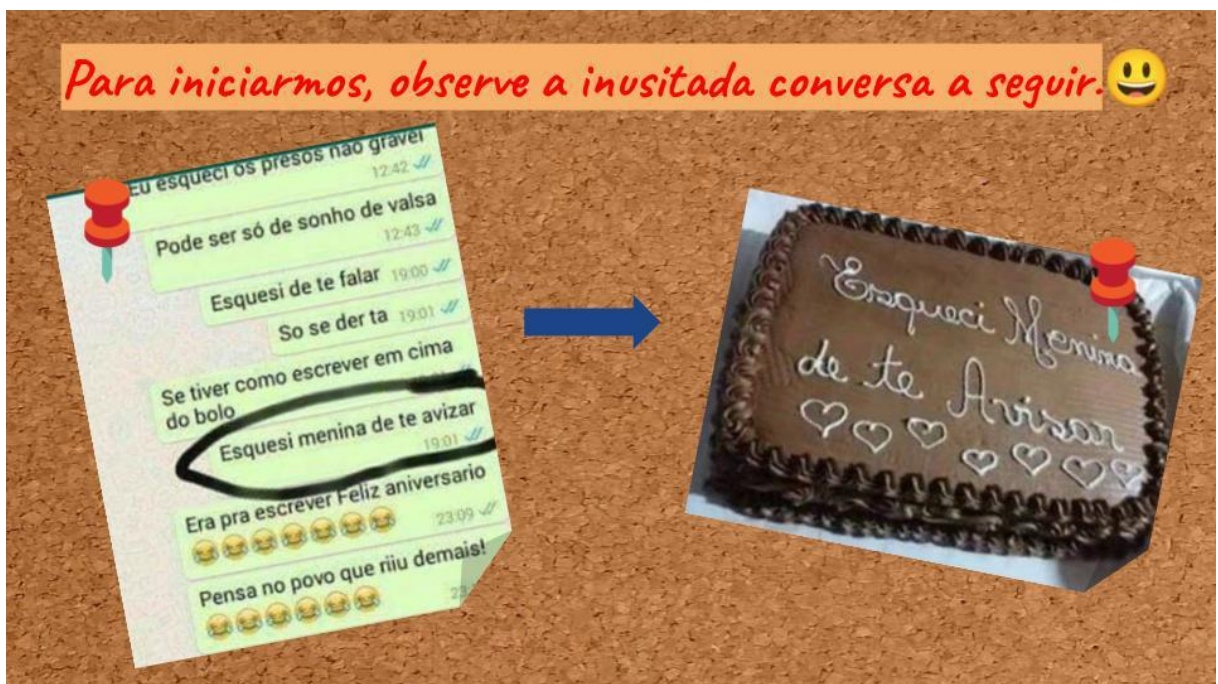 Para iniciarmos, observe a inusitada conversa a seguir.
Eu esqueci os presos não gravei
12:42
Pode ser só de sonho de valsa
12:43
Esquesi de te falar 19:00
So se der ta 19:01
Se tiver como escrever em cima
do bolo
Esquesi menina de te avizar
19:01
Era pra escrever Feliz aniversario
23:09
Pensa no povo que riiu demais!
Esqueci Menina
de te Avisar